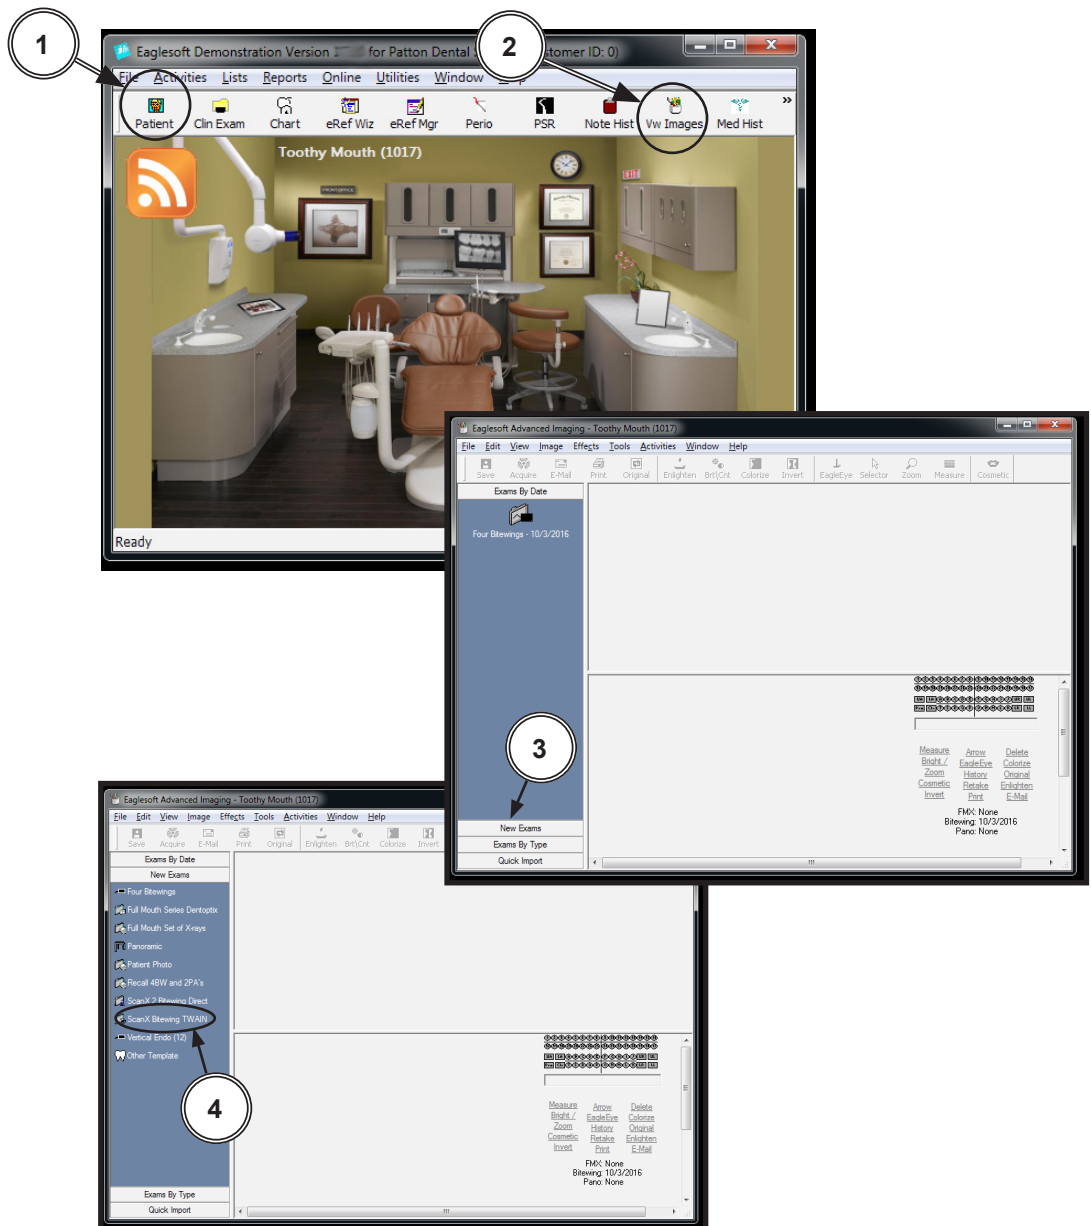 1
2
Eaglesoft Demonstration Version for Patton Dental S stomer ID: 0)
File Activities Lists Reports Online Utilities Window
Patient Clin Exam Chart eRef Wiz eRef Mgr Perio PSR Note Hist Vw Images Med Hist »
Toothy Mouth (1017)
FRONT OFFICE
EXIT
Ready
Eaglesoft Advanced Imaging - Toothy Mouth (1017)
File Edit View Image Effects Tools Activities Window Help
Save Acquire E-Mail Print Original Enlighten Brt\Cnt Colorize Invert EagleEye Selector Zoom Measure Cosmetic
Exams By Date
Four Bitewings - 10/3/2016
3
New Exams
Exams By Type
Quick Import
Measure Arrow Delete
Bright / EagleEye Colorize
Zoom History Original
Cosmetic Retake Enlighten
Invert Print E-Mail
FMX: None
Bitewing: 10/3/2016
Pano: None
Eaglesoft Advanced Imaging - Toothy Mouth (1017)
File Edit View Image Effects Tools Activities Window Help
Save Acquire E-Mail Print Original Enlighten Brt\Cnt Colorize Invert
Exams By Date
New Exams
Four Bitewings
Full Mouth Series Dentoptix
Full Mouth Set of X-rays
Panoramic
Patient Photo
Recall 4BW and 2PA's
ScanX 2 Bitewing Direct
ScanX Bitewing TWAIN
Vertical Endo (12)
Other Template
4
Exams By Type
Quick Import
Measure Arrow Delete
Bright / EagleEye Colorize
Zoom History Original
Cosmetic Retake Enlighten
Invert Print E-Mail
FMX: None
Bitewing: 10/3/2016
Pano: None